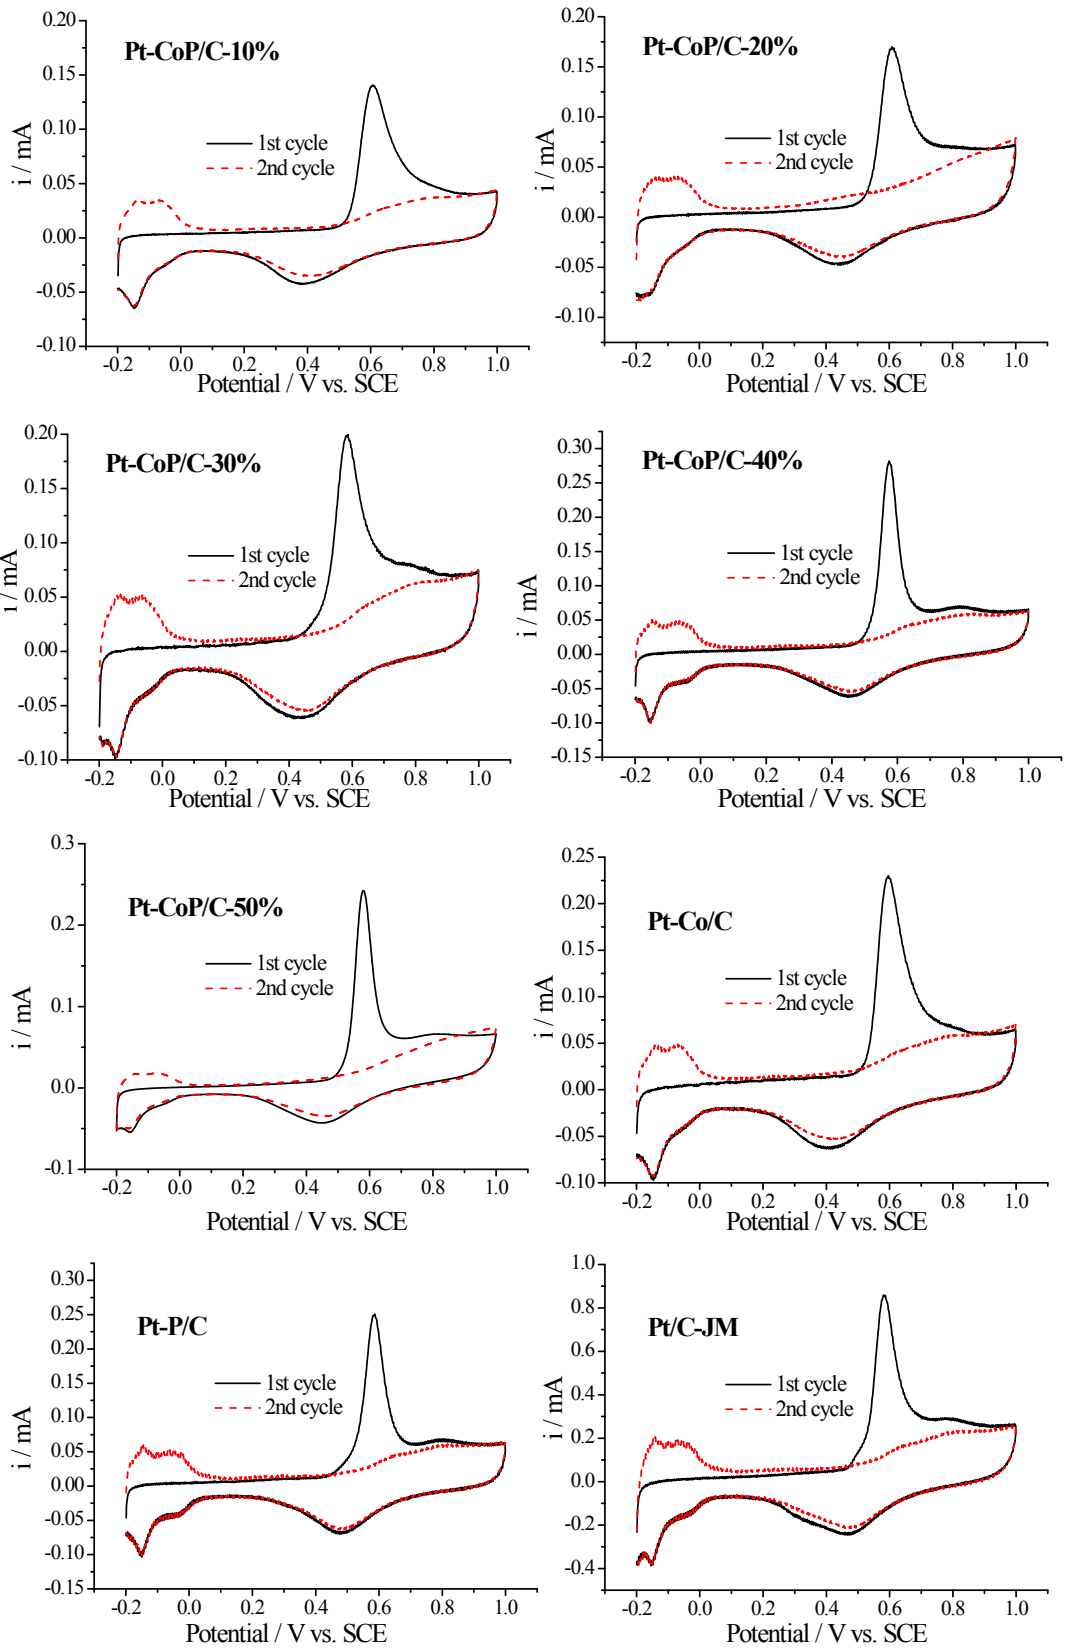 Pt-CoP/C-10%
i / mA
0.20
0.15
0.10
0.05
0.00
-0.05
-0.10
1st cycle
2nd cycle
-0.2 0.0 0.2 0.4 0.6 0.8 1.0
Potential / V vs. SCE
Pt-CoP/C-20%
i / mA
0.20
0.15
0.10
0.05
0.00
-0.05
-0.10
1st cycle
2nd cycle
-0.2 0.0 0.2 0.4 0.6 0.8 1.0
Potential / V vs. SCE
Pt-CoP/C-30%
i / mA
0.20
0.15
0.10
0.05
0.00
-0.05
-0.10
1st cycle
2nd cycle
-0.2 0.0 0.2 0.4 0.6 0.8 1.0
Potential / V vs. SCE
Pt-CoP/C-40%
i / mA
0.30
0.25
0.20
0.15
0.10
0.05
0.00
-0.05
-0.10
-0.15
1st cycle
2nd cycle
-0.2 0.0 0.2 0.4 0.6 0.8 1.0
Potential / V vs. SCE
Pt-CoP/C-50%
i / mA
0.3
0.2
0.1
0.0
-0.1
1st cycle
2nd cycle
-0.2 0.0 0.2 0.4 0.6 0.8 1.0
Potential / V vs. SCE
Pt-Co/C
i / mA
0.25
0.20
0.15
0.10
0.05
0.00
-0.05
-0.10
1st cycle
2nd cycle
-0.2 0.0 0.2 0.4 0.6 0.8 1.0
Potential / V vs. SCE
Pt-P/C
i / mA
0.30
0.25
0.20
0.15
0.10
0.05
0.00
-0.05
-0.10
-0.15
1st cycle
2nd cycle
-0.2 0.0 0.2 0.4 0.6 0.8 1.0
Potential / V vs. SCE
Pt/C-JM
i / mA
1.0
0.8
0.6
0.4
0.2
0.0
-0.2
-0.4
1st cycle
2nd cycle
-0.2 0.0 0.2 0.4 0.6 0.8 1.0
Potential / V vs. SCE